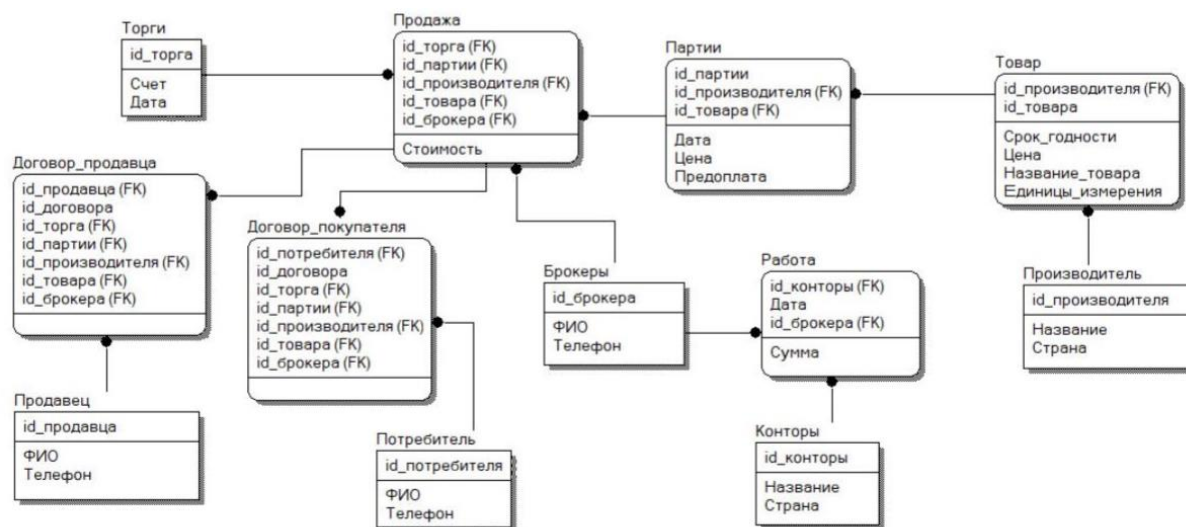 Торги
id_торга
Счет
Дата
Продажа
id_торга (FK)
id_партии (FK)
id_производителя (FK)
id_товара (FK)
id_брокера (FK)
Стоимость
Партии
id_партии
id_производителя (FK)
id_товара (FK)
Дата
Цена
Предоплата
Товар
id_производителя (FK)
id_товара
Срок_годности
Цена
Название_товара
Единицы_измерения
Договор_продавца
id_продавца (FK)
id_договора
id_торга (FK)
id_партии (FK)
id_производителя (FK)
id_товара (FK)
id_брокера (FK)
Договор_покупателя
id_потребителя (FK)
id_договора
id_торга (FK)
id_партии (FK)
id_производителя (FK)
id_товара (FK)
id_брокера (FK)
Брокеры
id_брокера
ФИО
Телефон
Работа
id_конторы (FK)
Дата
id_брокера (FK)
Сумма
Производитель
id_производителя
Название
Страна
Продавец
id_продавца
ФИО
Телефон
Потребитель
id_потребителя
ФИО
Телефон
Конторы
id_конторы
Название
Страна